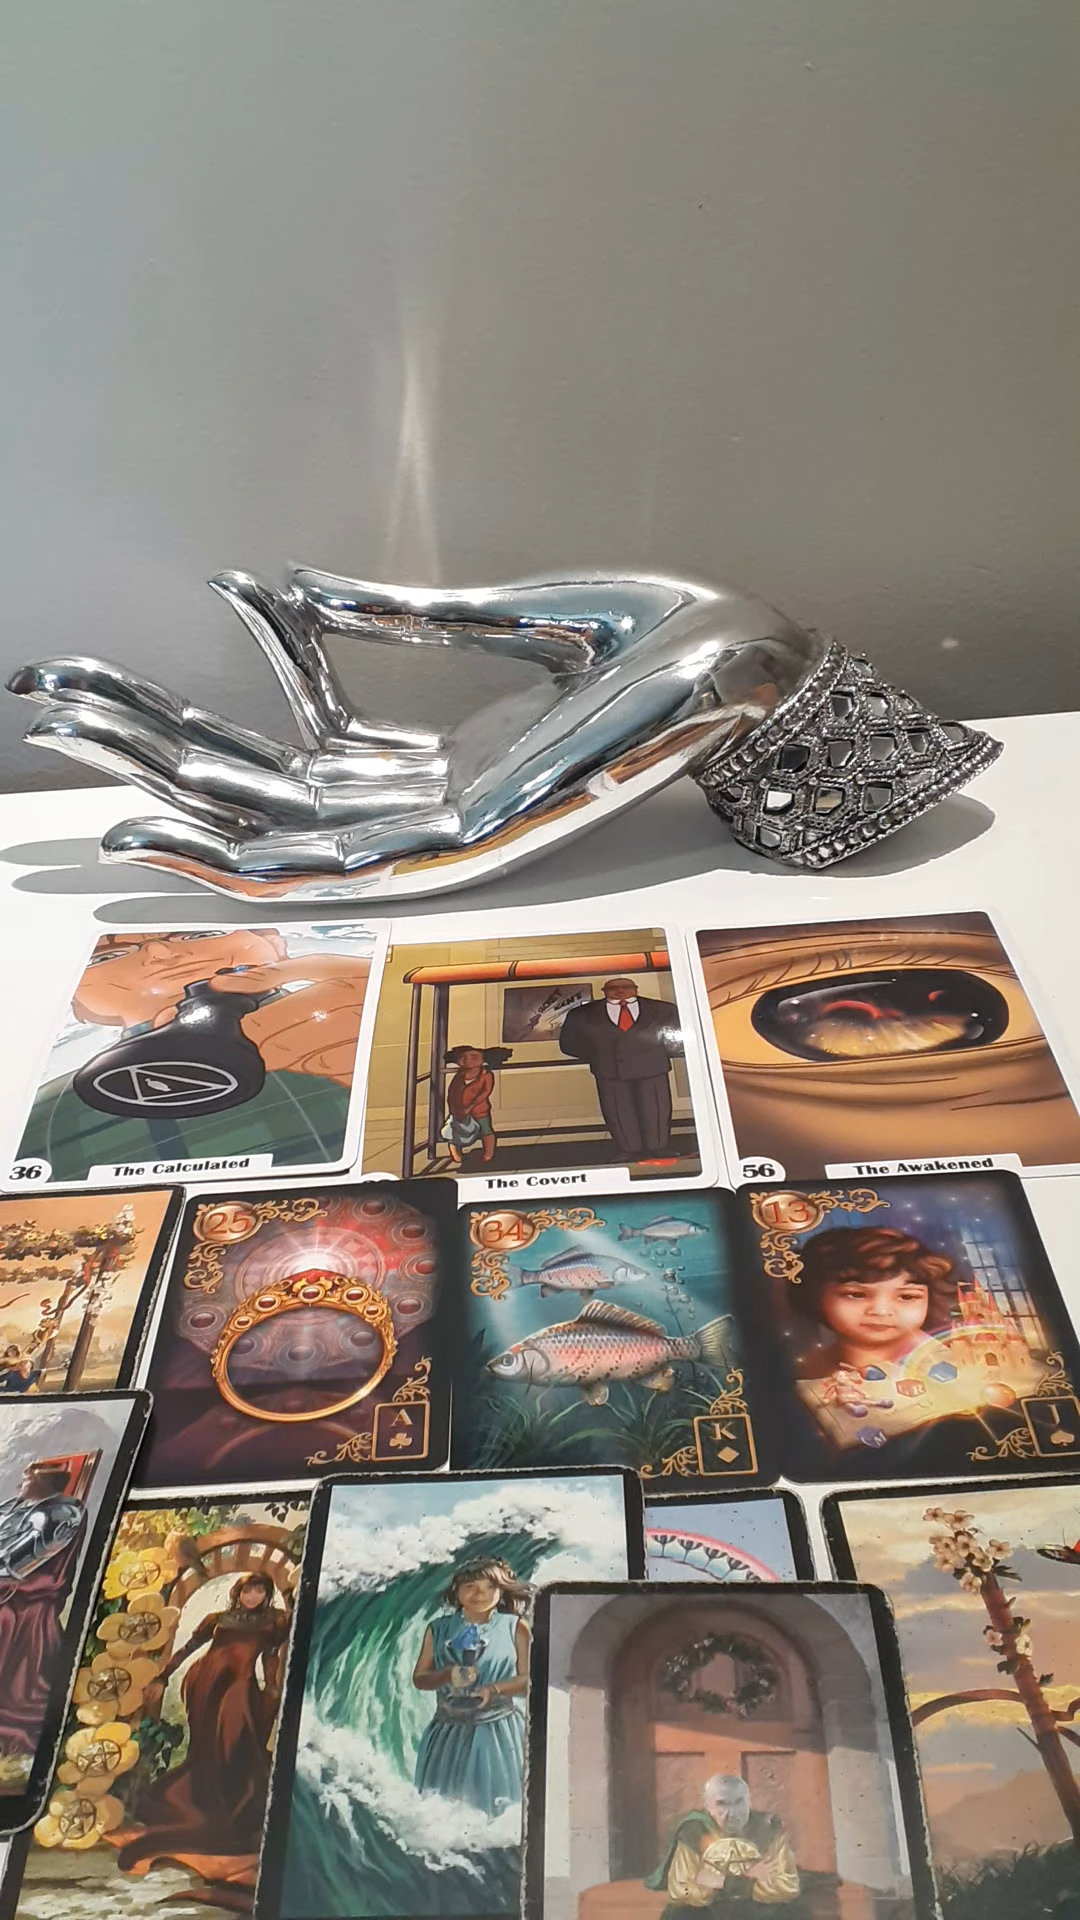 36
The Calculated
The Covert
56
The Awakened
25
34
13
A
K
J